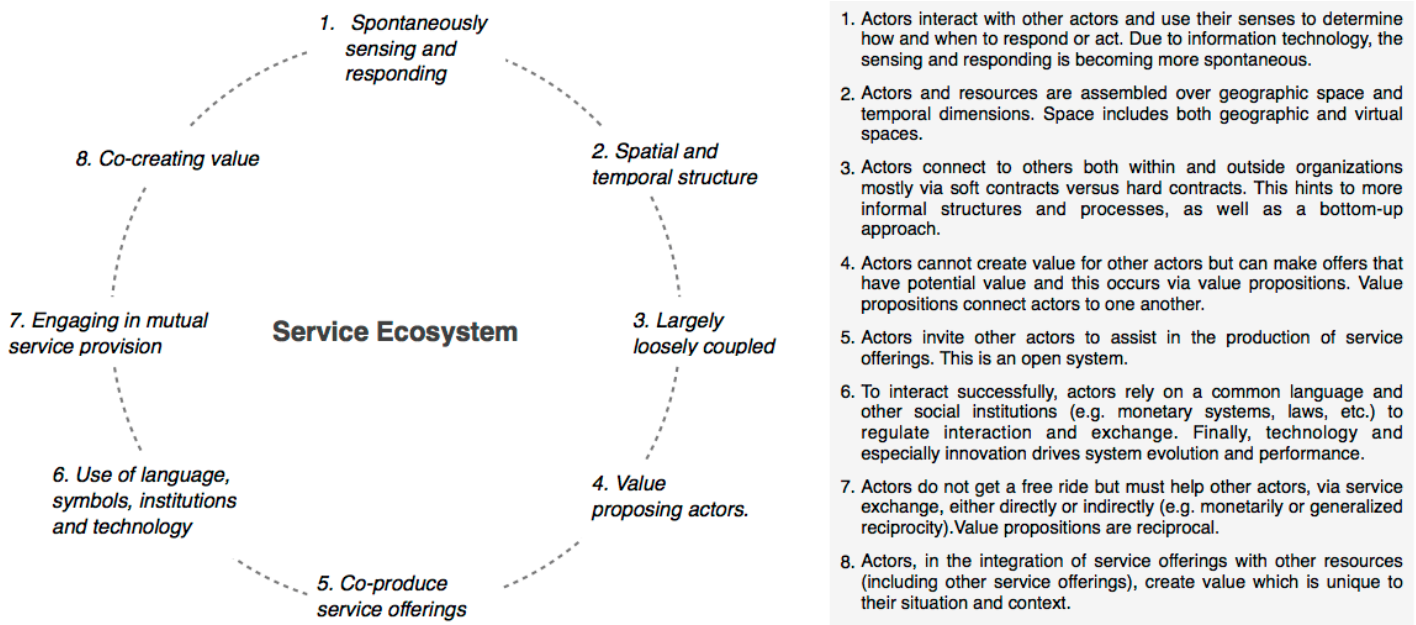 1. Spontaneously
sensing and
responding
2. Spatial and
temporal structure
3. Largely
loosely coupled
4. Value
proposing actors.
5. Co-produce
service offerings
6. Use of language,
symbols, institutions
and technology
7. Engaging in mutual
service provision
8. Co-creating value
Service Ecosystem
1. Actors interact with other actors and use their senses to determine
how and when to respond or act. Due to information technology, the
sensing and responding is becoming more spontaneous.
2. Actors and resources are assembled over geographic space and
temporal dimensions. Space includes both geographic and virtual
spaces.
3. Actors connect to others both within and outside organizations
mostly via soft contracts versus hard contracts. This hints to more
informal structures and processes, as well as a bottom-up
approach.
4. Actors cannot create value for other actors but can make offers that
have potential value and this occurs via value propositions. Value
propositions connect actors to one another.
5. Actors invite other actors to assist in the production of service
offerings. This is an open system.
6. To interact successfully, actors rely on a common language and
other social institutions (e.g. monetary systems, laws, etc.) to
regulate interaction and exchange. Finally, technology and
especially innovation drives system evolution and performance.
7. Actors do not get a free ride but must help other actors, via service
exchange, either directly or indirectly (e.g. monetarily or generalized
reciprocity).Value propositions are reciprocal.
8. Actors, in the integration of service offerings with other resources
(including other service offerings), create value which is unique to
their situation and context.